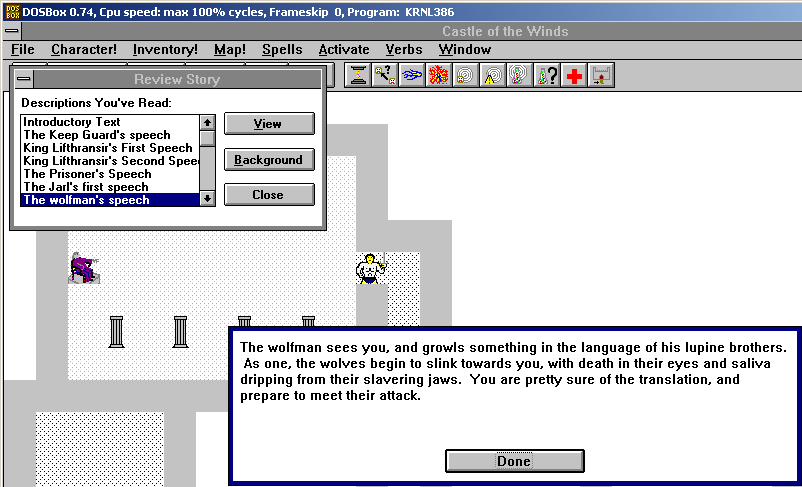 DOSBox 0.74, Cpu speed: max 100% cycles, Frameskip 0, Program: KRNL386
Castle of the Winds
File Character! Inventory! Map! Spells Activate Verbs Window
Review Story
Descriptions You've Read:
Introductory Text
The Keep Guard's speech
King Lifthransir's First Speech
King Lifthransir's Second Spee
The Prisoner's Speech
The Jarl's first speech
The wolfman's speech
View
Background
Close
The wolfman sees you, and growls something in the language of his lupine brothers.
As one, the wolves begin to slink towards you, with death in their eyes and saliva
dripping from their slavering jaws. You are pretty sure of the translation, and
prepare to meet their attack.
Done